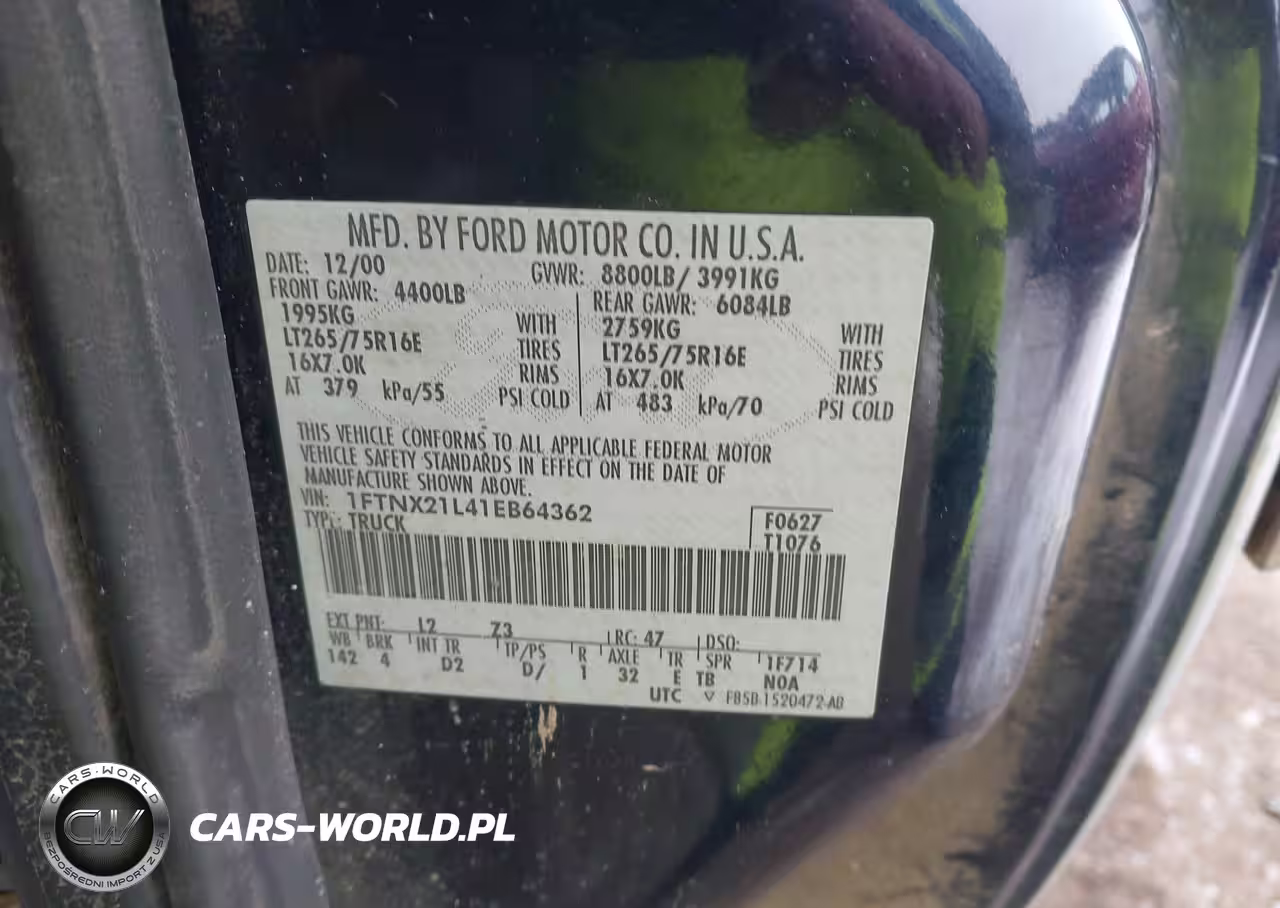 MFD. BY FORD MOTOR CO. IN U.S.A.
DATE: 12/00 GVWR: 8800LB/ 3991KG
FRONT GAWR: 4400LB REAR GAWR: 6084LB
1995KG WITH 2759KG WITH
LT265/75R16E TIRES LT265/75R16E TIRES
16X7.0K RIMS 16X7.0K RIMS
AT 379 kPa/55 PSI COLD AT 483 kPa/70 PSI COLD
THIS VEHICLE CONFORMS TO ALL APPLICABLE FEDERAL MOTOR
VEHICLE SAFETY STANDARDS IN EFFECT ON THE DATE OF
MANUFACTURE SHOWN ABOVE.
VIN: 1FTNX21L41EB64362 F0627
TYPE: TRUCK T1076
EXT PNT: L2 Z3 RC: 47 DSO:
WB BRK INT TR TP/PS R AXLE TR SPR 1F714
142 4 D2 D/ 1 32 E TB N0A
UTC F85B-1520472-AB
CARS-WORLD
CW
BEZPOŚREDNI IMPORT Z USA
CARS-WORLD.PL